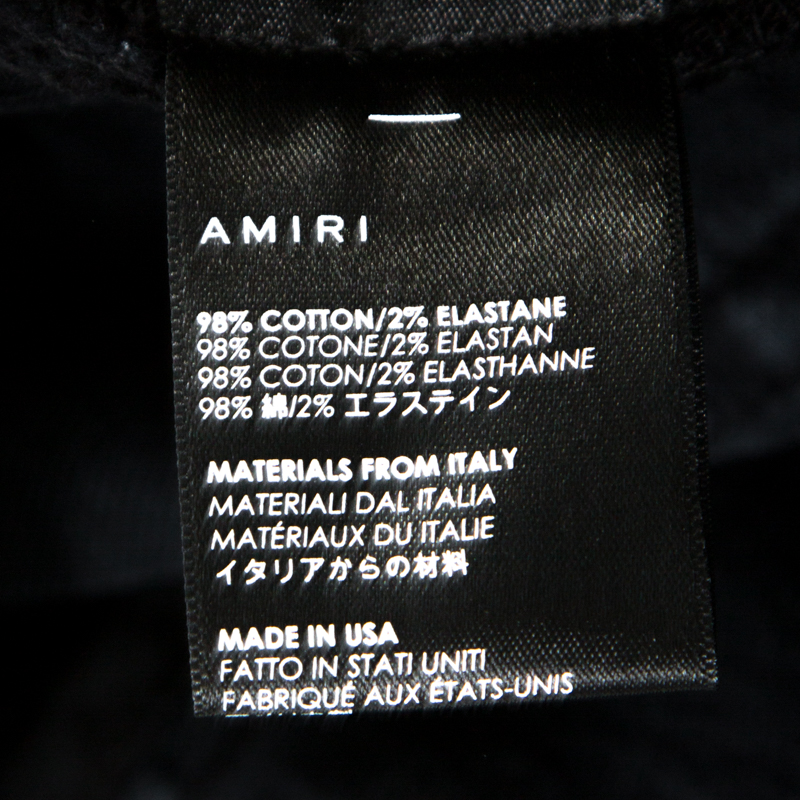 AMIRI
98% COTTON/2% ELASTANE
98% COTONE/2% ELASTAN
98% COTON/2% ELASTHANNE
98% 綿/2% エラステイン
MATERIALS FROM ITALY
MATERIALI DAL ITALIA
MATÉRIAUX DU ITALIE
イタリアからの材料
MADE IN USA
FATTO IN STATI UNITI
FABRIQUÉ AUX ÉTATS-UNIS